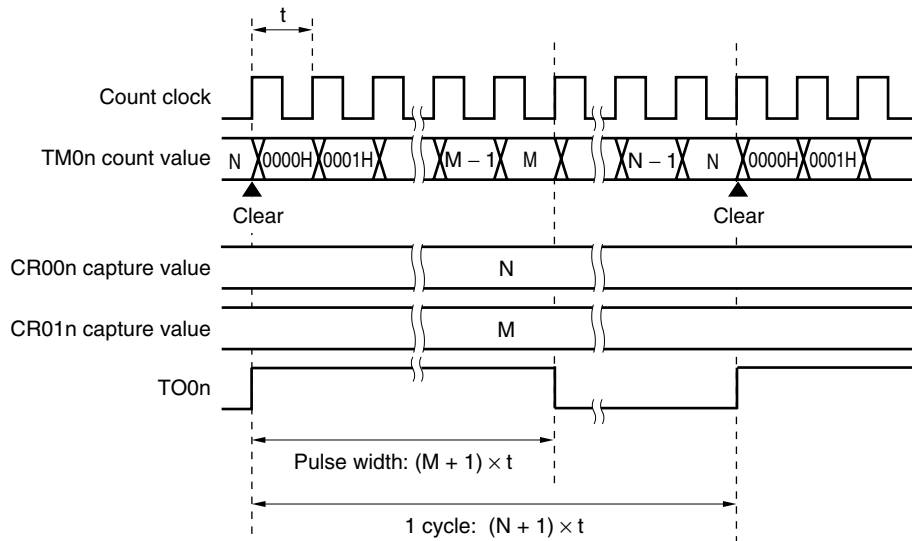 t
Count clock
TM0n count value N 0000H 0001H M − 1 M N − 1 N 0000H 0001H
Clear Clear
CR00n capture value N
CR01n capture value M
TO0n
Pulse width: (M + 1) × t
1 cycle: (N + 1) × t